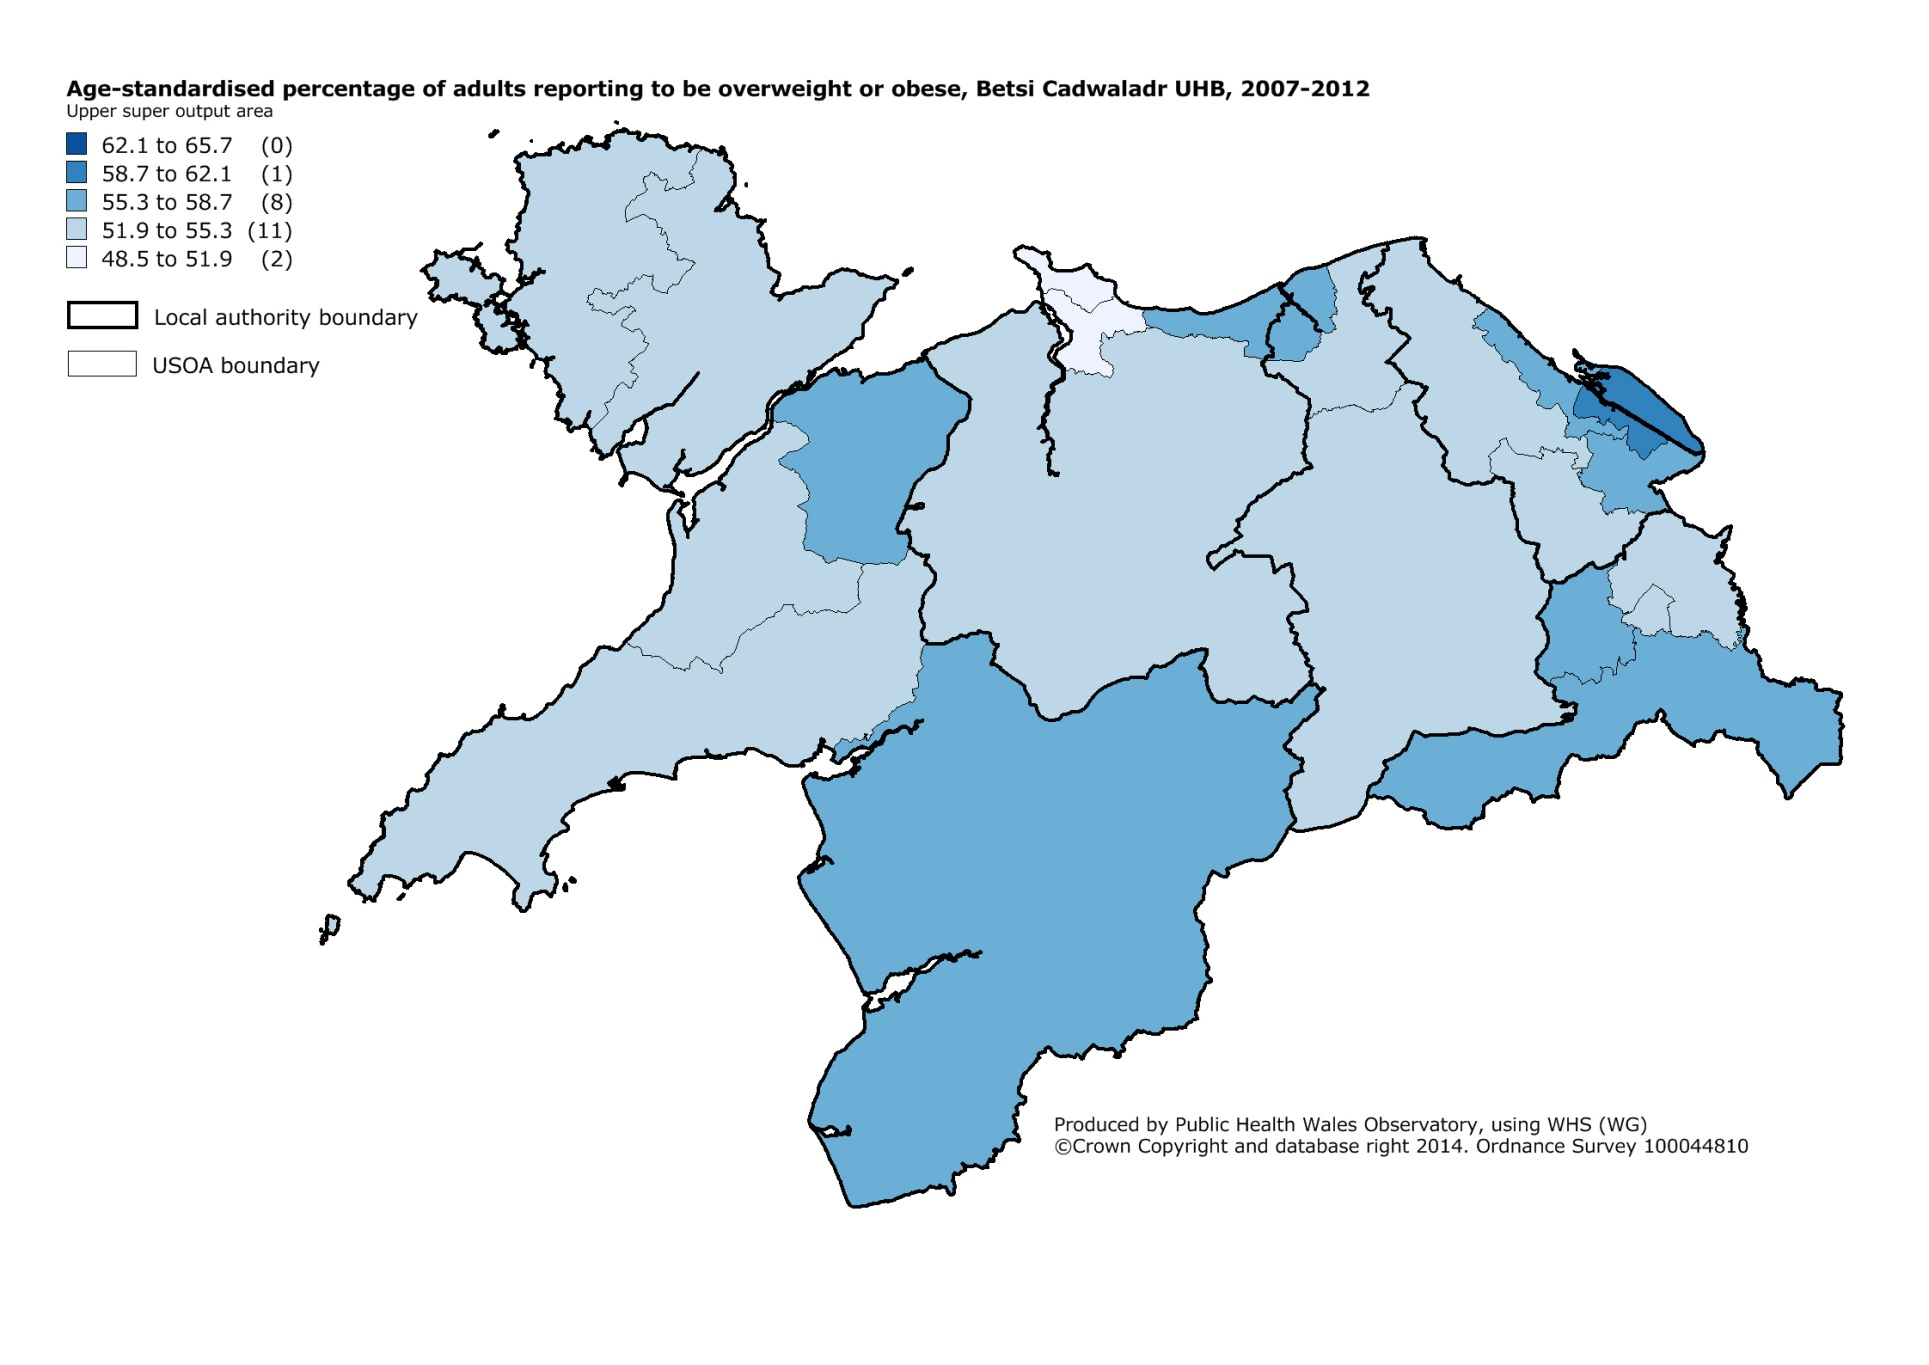 Age-standardised percentage of adults reporting to be overweight or obese, Betsi Cadwaladr UHB, 2007-2012
Upper super output area
62.1 to 65.7 (0)
58.7 to 62.1 (1)
55.3 to 58.7 (8)
51.9 to 55.3 (11)
48.5 to 51.9 (2)
Local authority boundary
USOA boundary
Produced by Public Health Wales Observatory, using WHS (WG)
©Crown Copyright and database right 2014. Ordnance Survey 100044810